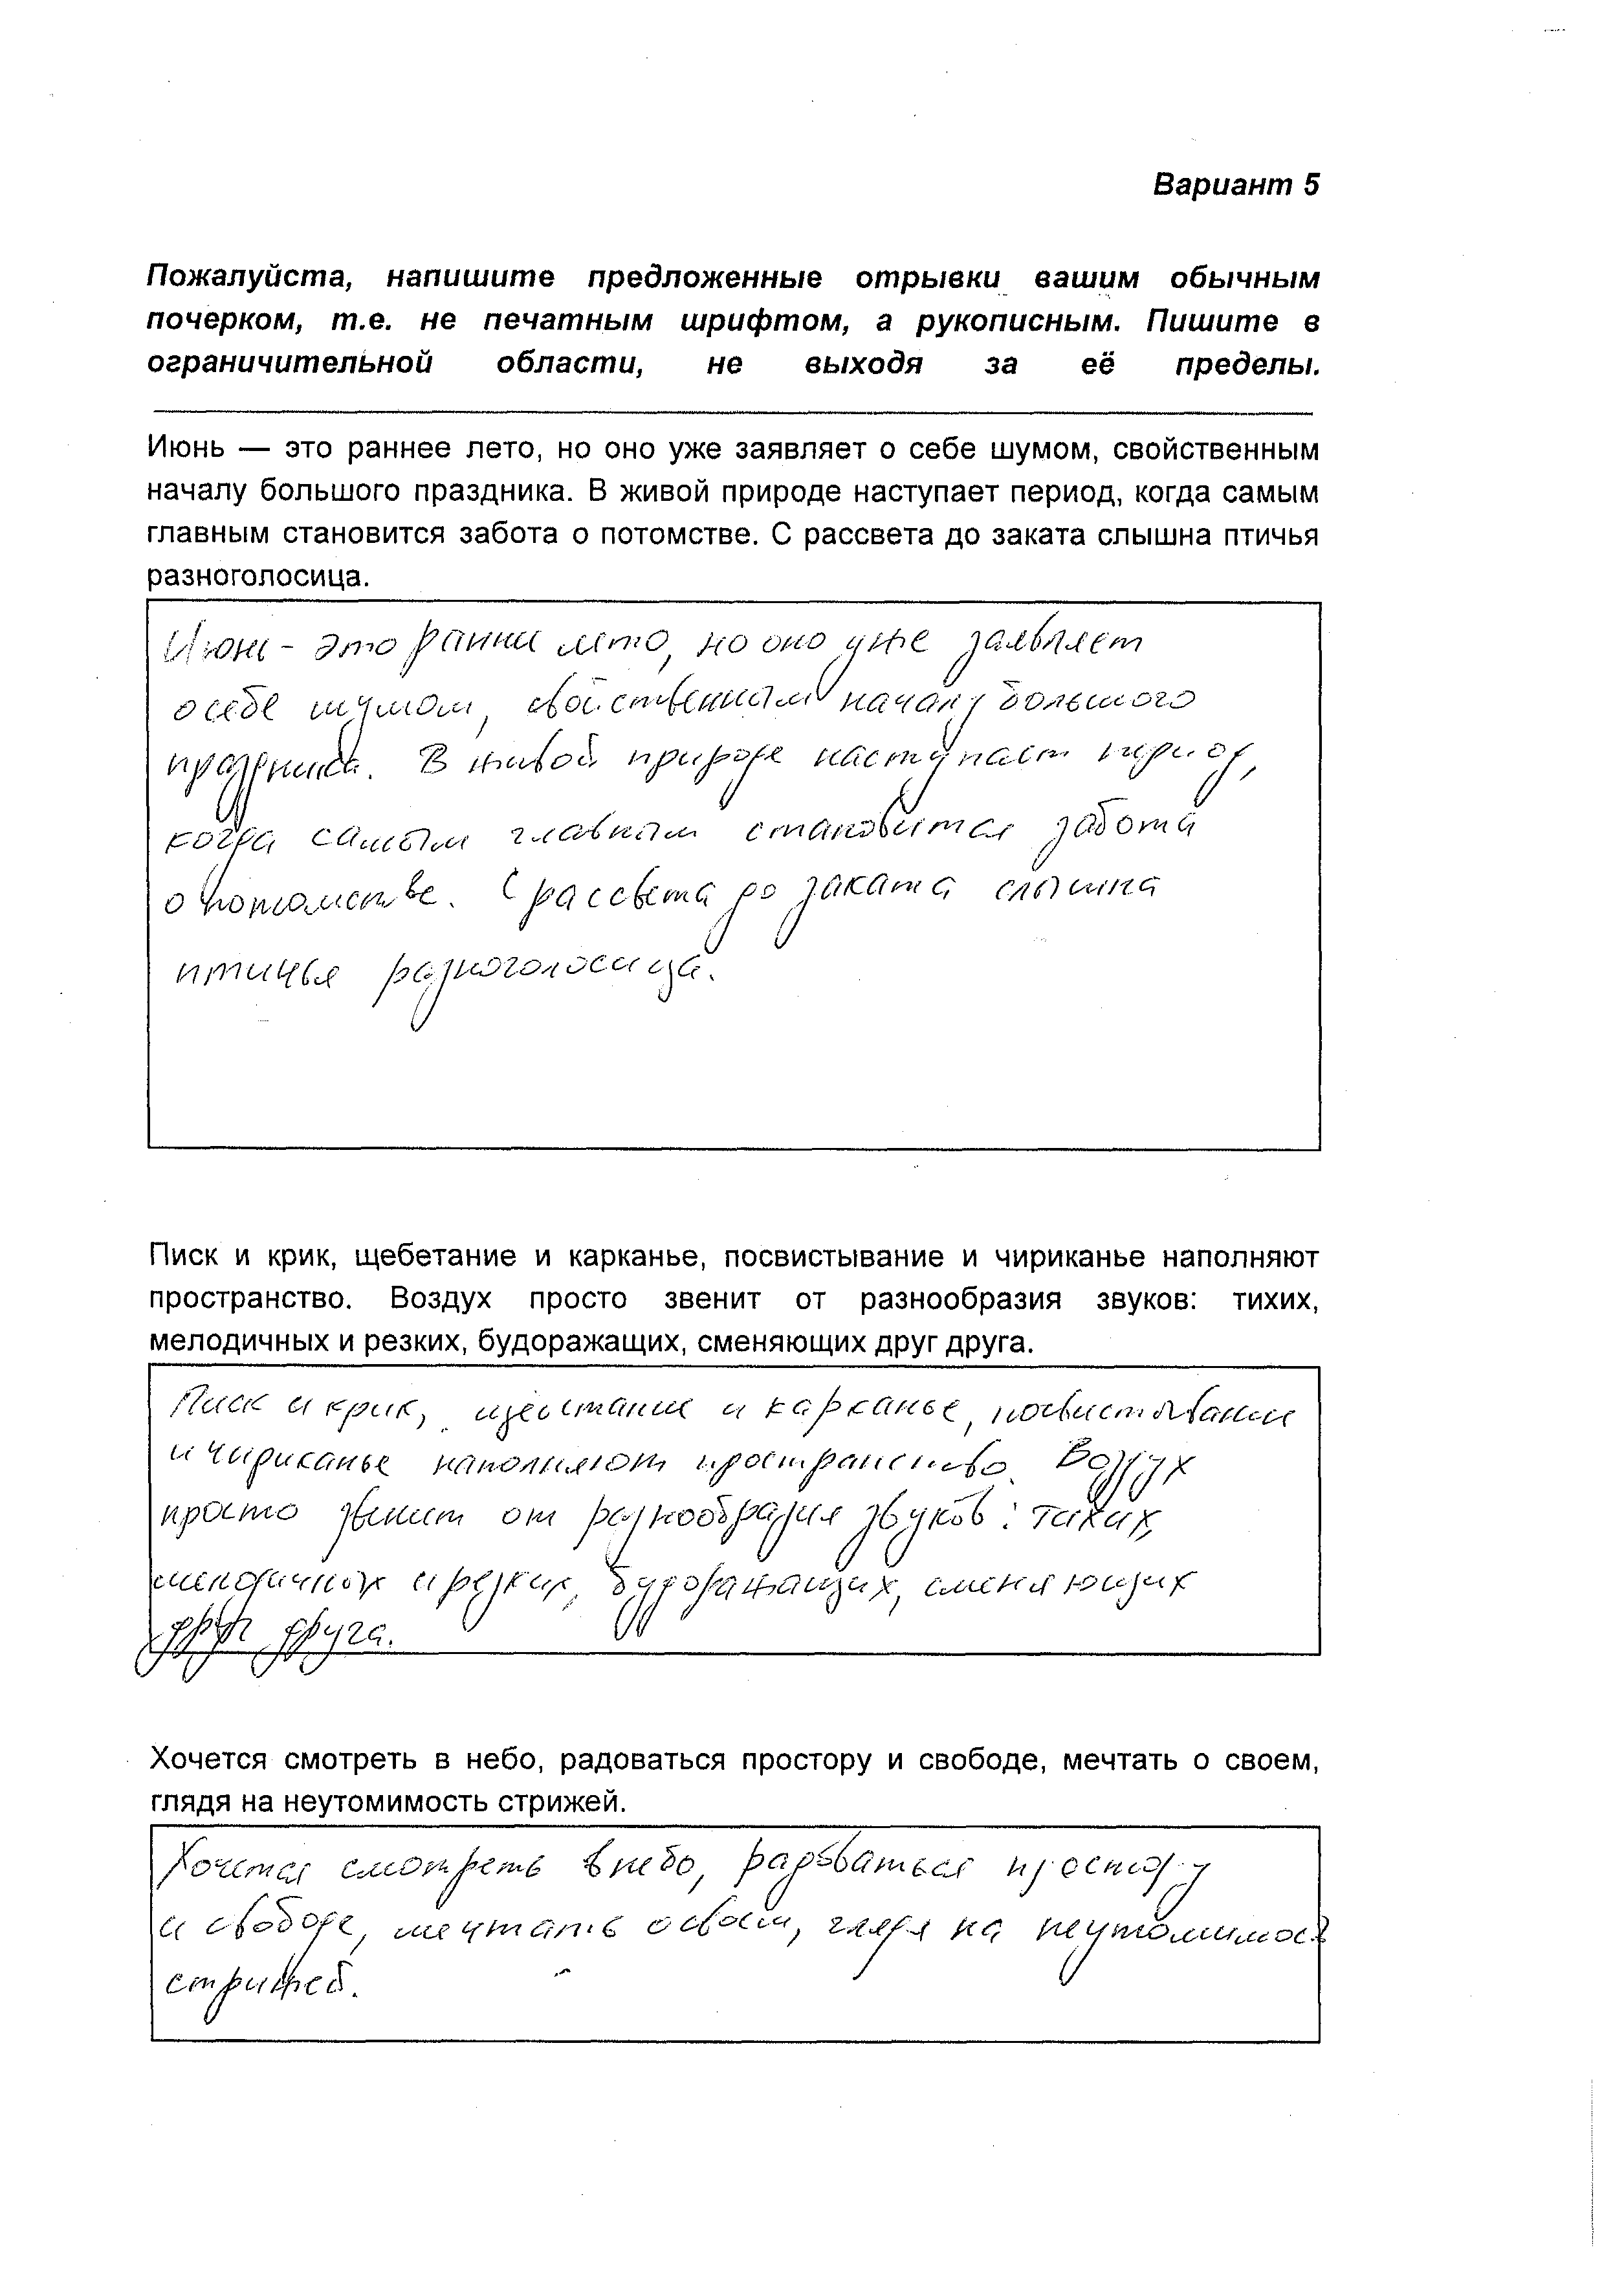 Вариант 5
Пожалуйста, напишите предложенные отрывки вашим обычным
почерком, т.е. не печатным шрифтом, а рукописным. Пишите в
ограничительной области, не выходя за её пределы.
Июнь — это раннее лето, но оно уже заявляет о себе шумом, свойственным
началу большого праздника. В живой природе наступает период, когда самым
главным становится забота о потомстве. С рассвета до заката слышна птичья
разноголосица.
Июнь - это раннее лето, но оно уже заявляет
о себе шумом, свойственным началу большого
праздника. В живой природе наступает период,
когда самым главным становится забота
о потомстве. С рассвета до заката слышна
птичья разноголосица.
Писк и крик, щебетание и карканье, посвистывание и чириканье наполняют
пространство. Воздух просто звенит от разнообразия звуков: тихих,
мелодичных и резких, будоражащих, сменяющих друг друга.
Писк и крик, щебетание и карканье, посвистывание
и чириканье наполняют пространство. Воздух
просто звенит от разнообразия звуков: тихих,
мелодичных и резких, будоражащих, сменяющих
друг друга.
Хочется смотреть в небо, радоваться простору и свободе, мечтать о своем,
глядя на неутомимость стрижей.
Хочется смотреть в небо, радоваться простору
и свободе, мечтать о своем, глядя на неутомимость
стрижей.